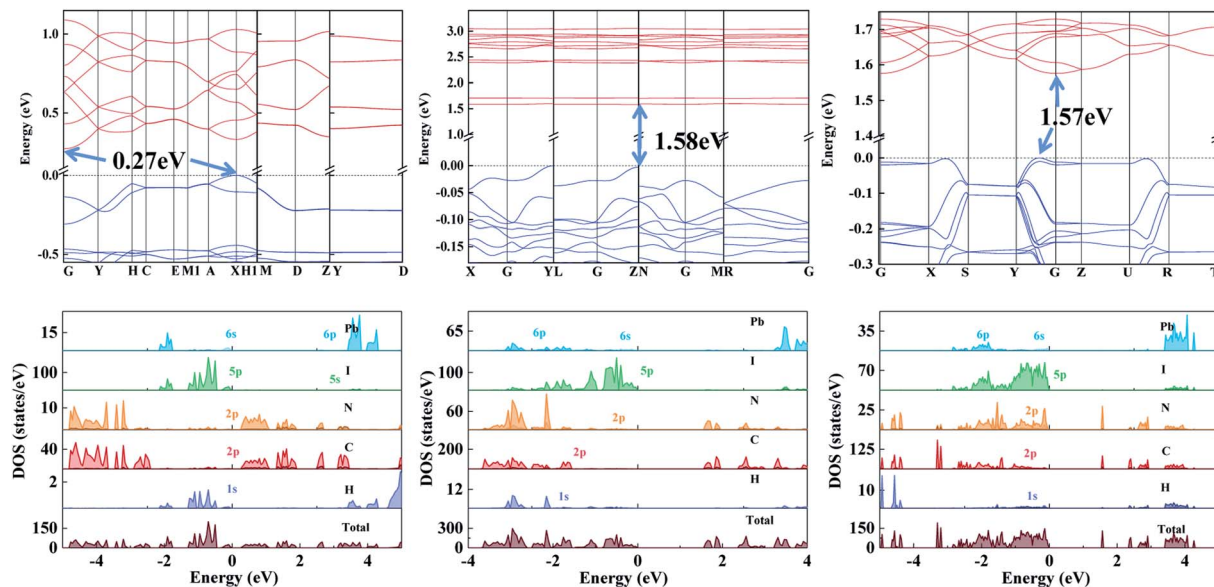 Energy (eV)
1.0
0.5
0.0
-0.5
0.27eV
G Y H C E M1 A X H1 M D Z Y D
Energy (eV)
3.0
2.5
2.0
1.5
1.0
0.00
-0.05
-0.10
-0.15
1.58eV
X G Y L G Z N G M R G
Energy (eV)
1.7
1.6
1.5
1.4
0.0
-0.1
-0.2
-0.3
1.57eV
G X S Y G Z U R T
DOS (states/eV)
15 6s 6p Pb
100 5p 5s I
10 2p N
40 2p C
2 1s H
150 Total
0
-4 -2 0 2 4
Energy (eV)
DOS (states/eV)
65 6p 6s Pb
100 5p I
60 2p N
200 2p C
12 1s H
300 Total
150
0
-4 -2 0 2 4
Energy (eV)
DOS (states/eV)
35 6p 6s Pb
70 5p I
25 2p N
125 2p C
10 1s H
150 Total
0
-4 -2 0 2 4
Energy (eV)